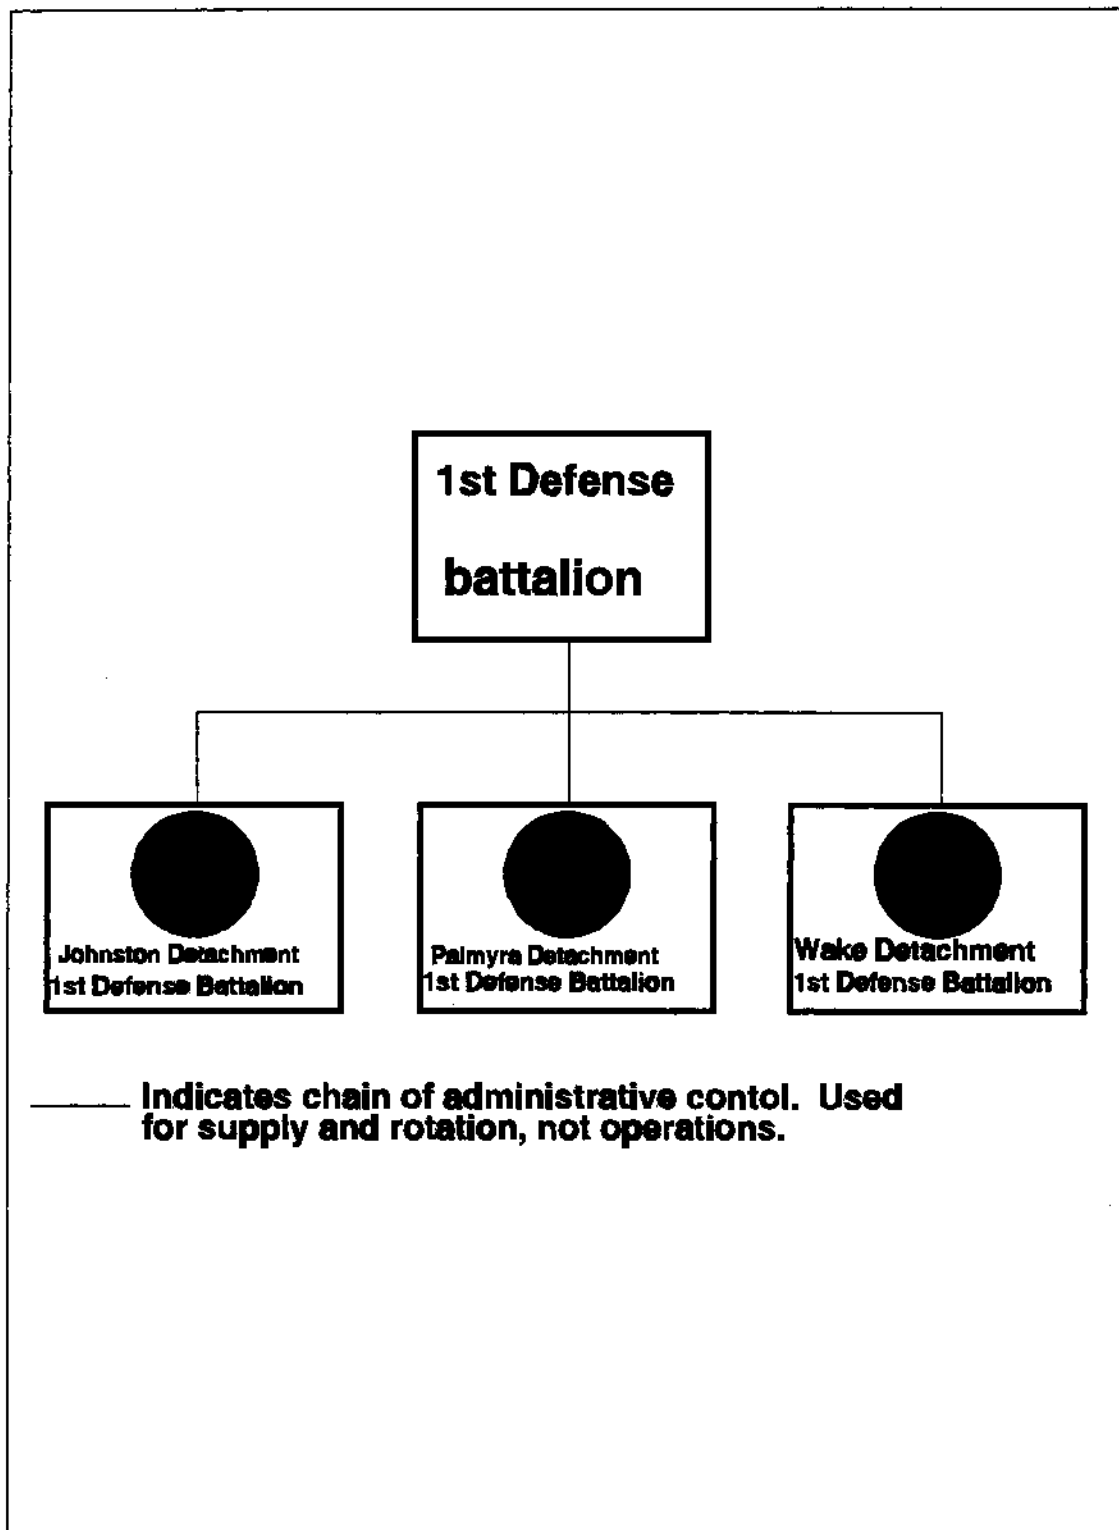 1st Defense
battalion
Johnston Detachment
1st Defense Battalion
Palmyra Detachment
1st Defense Battalion
Wake Detachment
1st Defense Battalion
Indicates chain of administrative contol. Used
for supply and rotation, not operations.